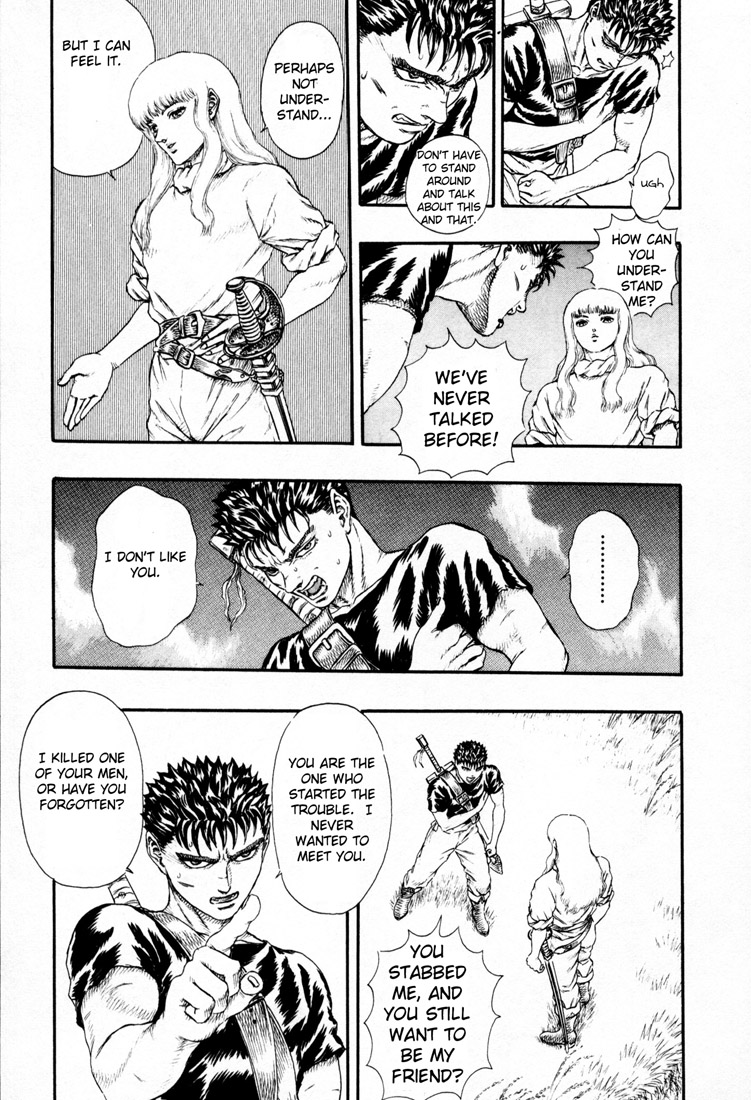 UGH
DON'T HAVE
TO STAND
AROUND
AND TALK
ABOUT THIS
AND THAT.
HOW CAN
YOU
UNDER-
STAND
ME?
WE'VE
NEVER
TALKED
BEFORE!
PERHAPS
NOT
UNDER-
STAND...
BUT I CAN
FEEL IT.
.........
I DON'T LIKE
YOU.
YOU
STABBED
ME, AND
YOU STILL
WANT TO
BE MY
FRIEND?
YOU ARE THE
ONE WHO
STARTED THE
TROUBLE. I
NEVER
WANTED TO
MEET YOU.
I KILLED ONE
OF YOUR MEN,
OR HAVE YOU
FORGOTTEN?